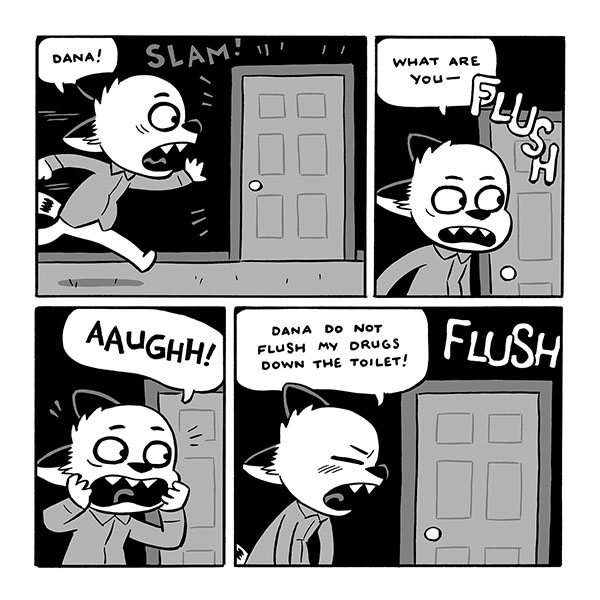 DANA!
SLAM!
WHAT ARE
YOU—
FLUSH
AAUGHH!
DANA DO NOT
FLUSH MY DRUGS
DOWN THE TOILET!
FLUSH